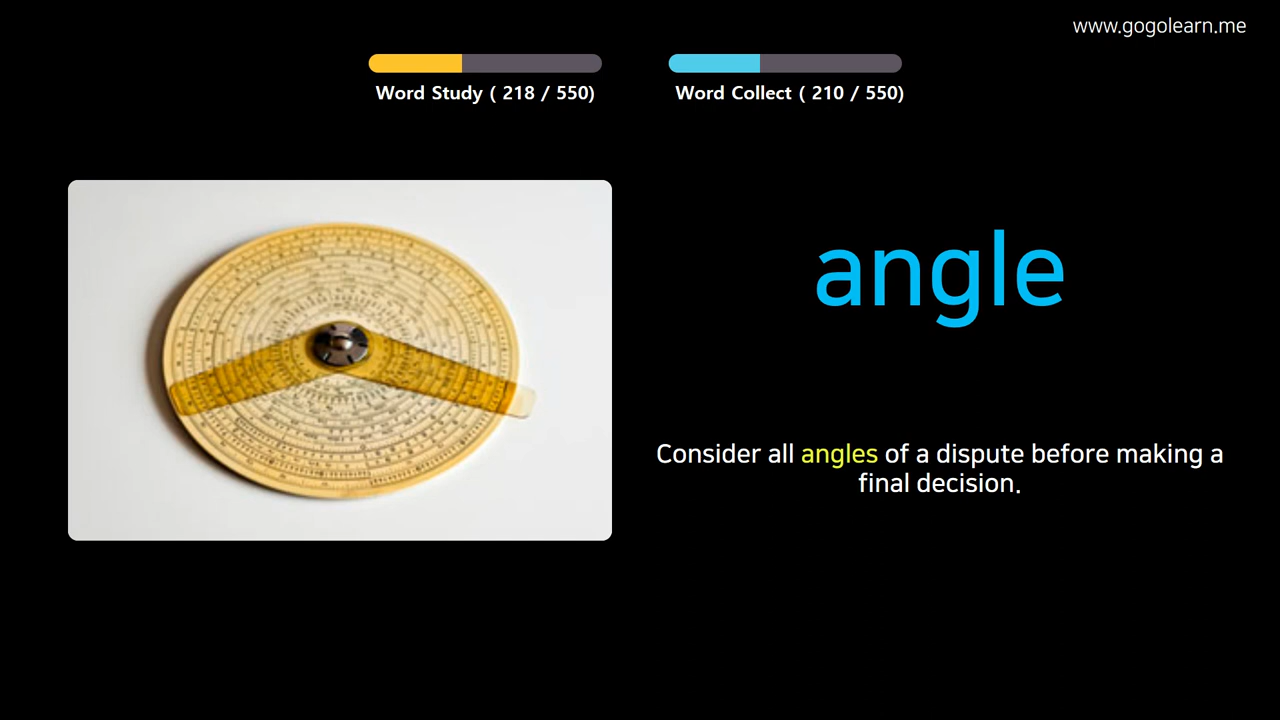 www.gogolearn.me
Word Study ( 218 / 550)
Word Collect ( 210 / 550)
angle
Consider all angles of a dispute before making a
final decision.